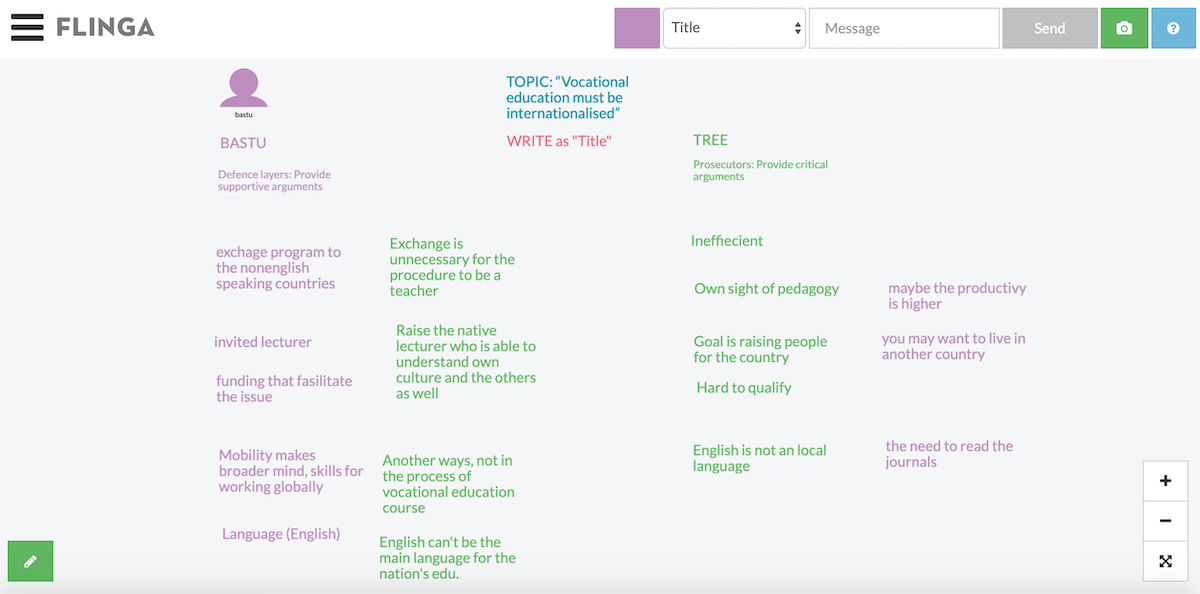 FLINGA
Title
Message
Send
bastu
BASTU
Defence layers: Provide
supportive arguments
TOPIC: “Vocational
education must be
internationalised”
WRITE as "Title"
TREE
Prosecutors: Provide critical
arguments
exchage program to
the nonenglish
speaking countries
Exchange is
unnecessary for the
procedure to be a
teacher
invited lecturer
Raise the native
lecturer who is able to
understand own
culture and the others
as well
funding that fasilitate
the issue
Mobility makes
broader mind, skills for
working globally
Another ways, not in
the process of
vocational education
course
Language (English)
English can't be the
main language for the
nation's edu.
Ineffiecient
Own sight of pedagogy
maybe the productivy
is higher
Goal is raising people
for the country
you may want to live in
another country
Hard to qualify
English is not an local
language
the need to read the
journals